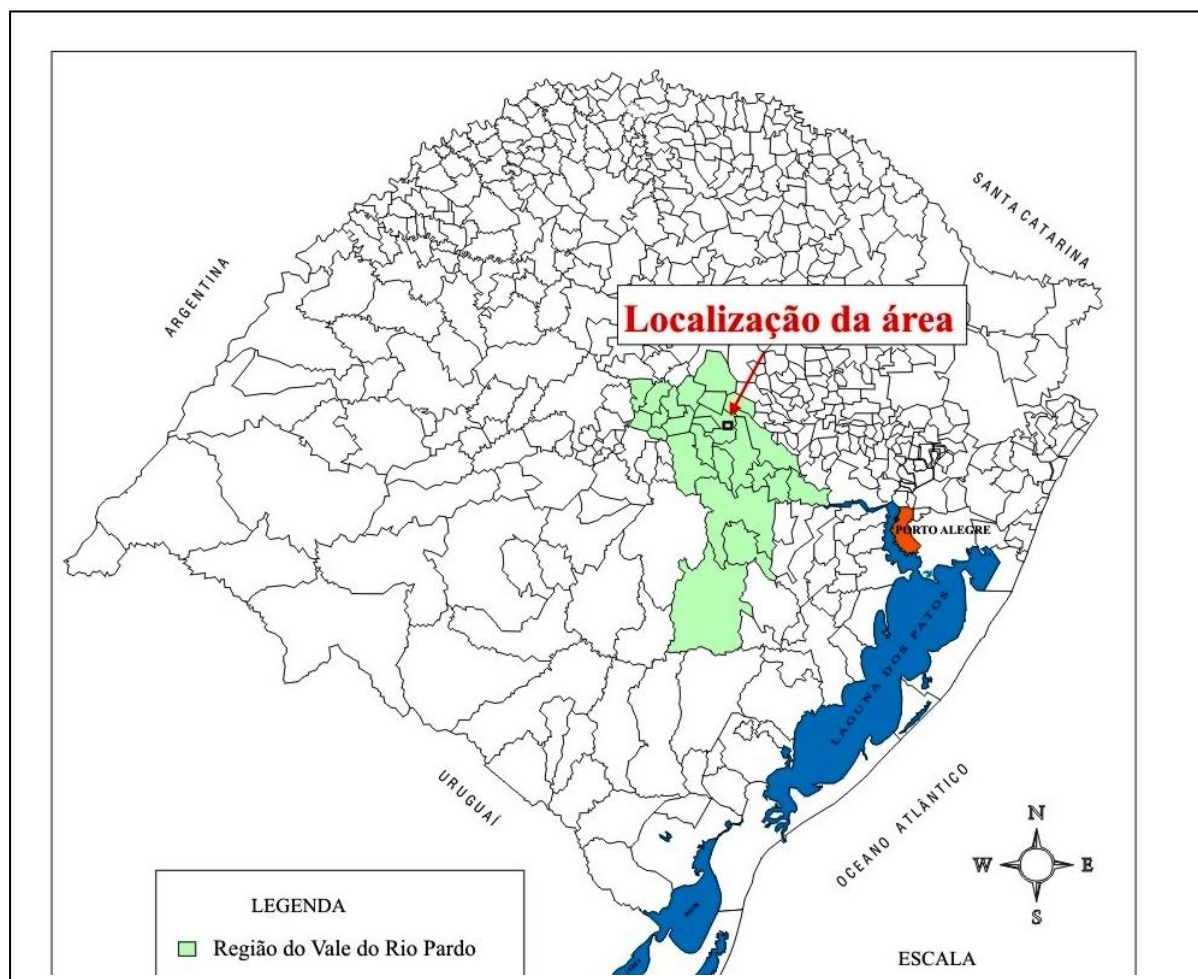 SANTA CATARINA
ARGENTINA
Localização da área
PORTO ALEGRE
LAGUNA DOS PATOS
URUGUAÍ
OCEANO ATLÂNTICO
N
W E
S
LEGENDA
Região do Vale do Rio Pardo
ESCALA